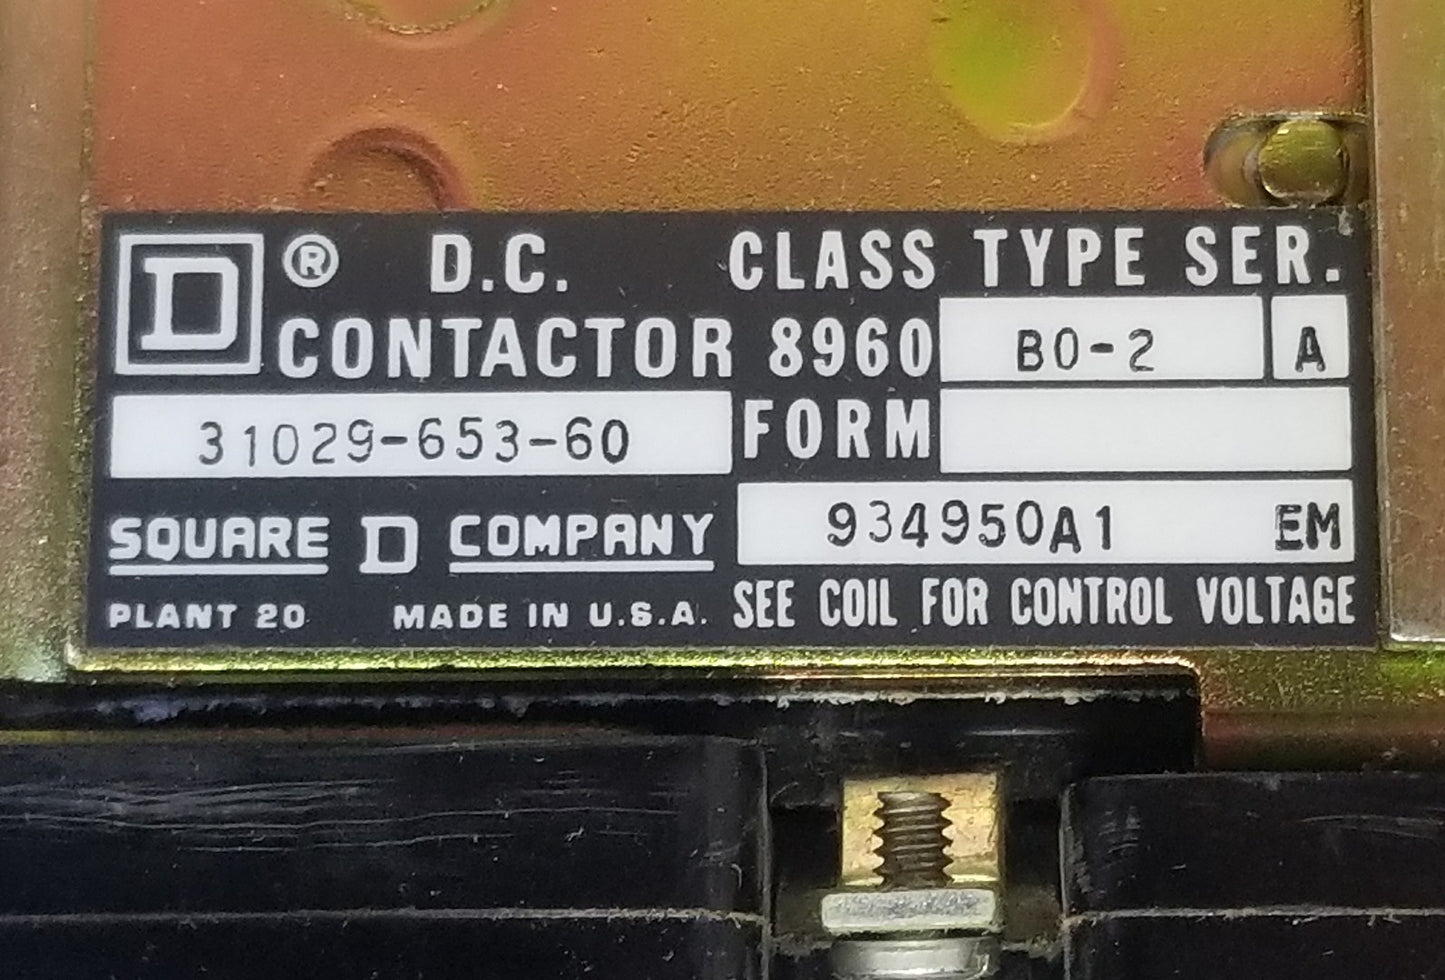 D ® D.C. CLASS TYPE SER.
CONTACTOR 8960 BO-2 A
31029-653-60 FORM
SQUARE D COMPANY 934950A1 EM
PLANT 20 MADE IN U.S.A. SEE COIL FOR CONTROL VOLTAGE